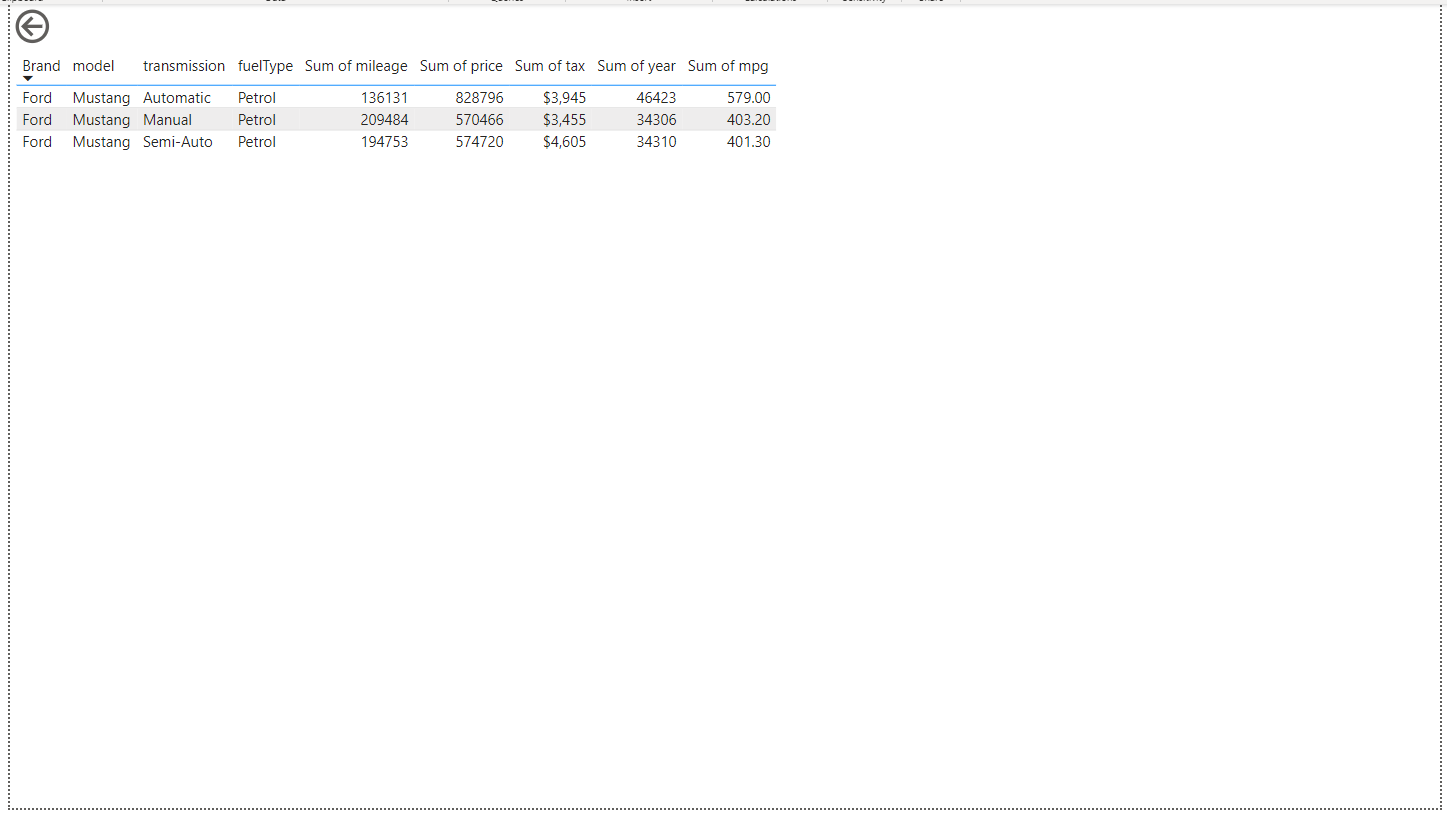 Brand model transmission fuelType Sum of mileage Sum of price Sum of tax Sum of year Sum of mpg
Ford Mustang Automatic Petrol 136131 828796 $3,945 46423 579.00
Ford Mustang Manual Petrol 209484 570466 $3,455 34306 403.20
Ford Mustang Semi-Auto Petrol 194753 574720 $4,605 34310 401.30